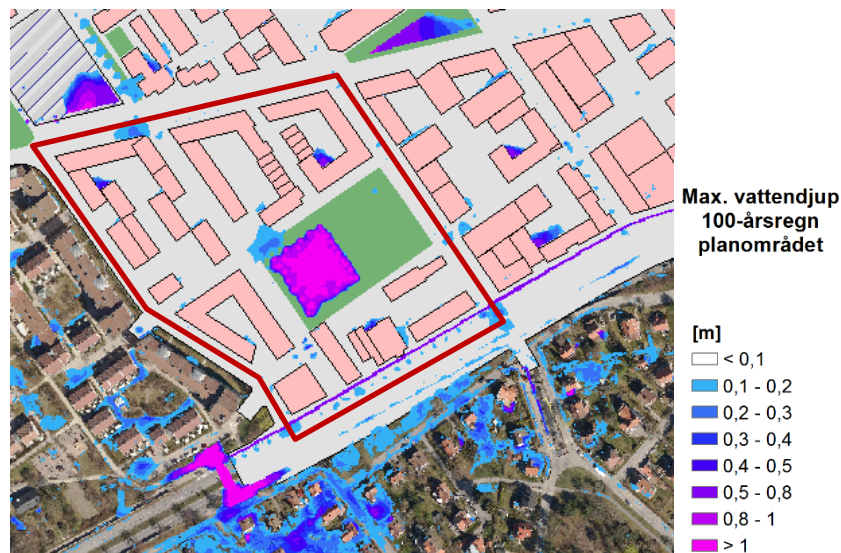 Max. vattendjup
100-årsregn
planområdet
[m]
< 0,1
0,1 - 0,2
0,2 - 0,3
0,3 - 0,4
0,4 - 0,5
0,5 - 0,8
0,8 - 1
> 1